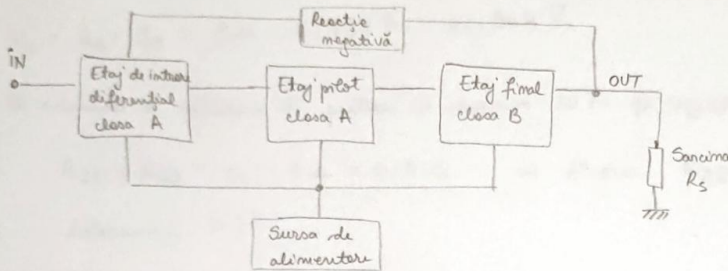 Reacție
negativă
IN
Etaj de intrare
diferențial
clasa A
Etaj pilot
clasa A
Etaj final
clasa B
OUT
Sarcina
Rs
Sursa de
alimentare